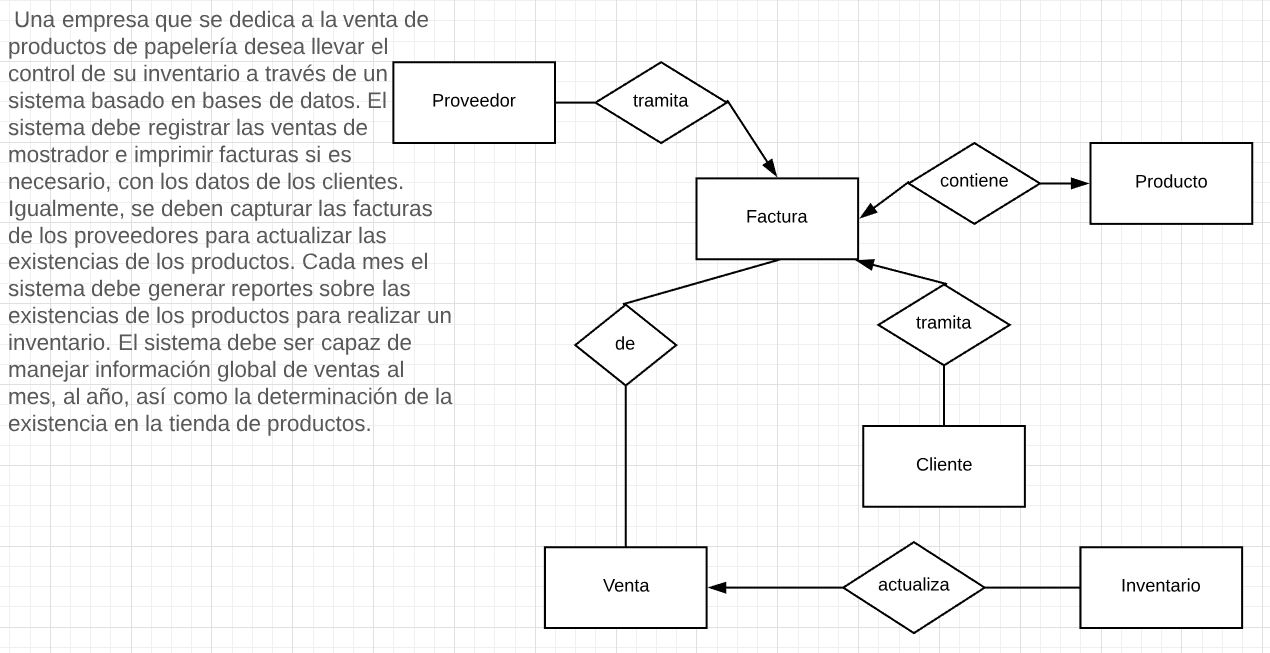 Una empresa que se dedica a la venta de
productos de papelería desea llevar el
control de su inventario a través de un
sistema basado en bases de datos. El
sistema debe registrar las ventas de
mostrador e imprimir facturas si es
necesario, con los datos de los clientes.
Igualmente, se deben capturar las facturas
de los proveedores para actualizar las
existencias de los productos. Cada mes el
sistema debe generar reportes sobre las
existencias de los productos para realizar un
inventario. El sistema debe ser capaz de
manejar información global de ventas al
mes, al año, así como la determinación de la
existencia en la tienda de productos.
Proveedor
tramita
contiene
Producto
Factura
tramita
de
Cliente
Venta
actualiza
Inventario